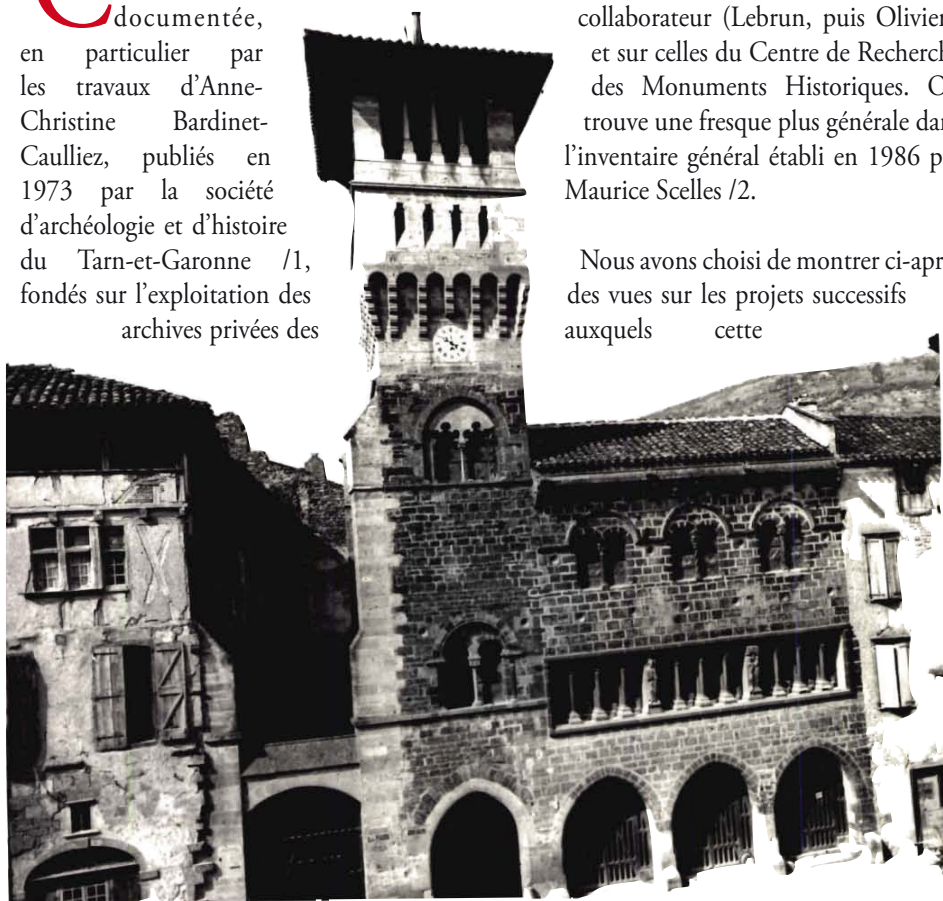 C documentée,
en particulier par
les travaux d'Anne-
Christine Bardinet-
Caulliez, publiés en
1973 par la société
d'archéologie et d'histoire
du Tarn-et-Garonne /1,
fondés sur l'exploitation des
archives privées des
collaborateur (Lebrun, puis Olivier
et sur celles du Centre de Recherch
des Monuments Historiques. O
trouve une fresque plus générale dan
l'inventaire général établi en 1986 p
Maurice Scelles /2.
Nous avons choisi de montrer ci-apr
des vues sur les projets successifs
auxquels cette